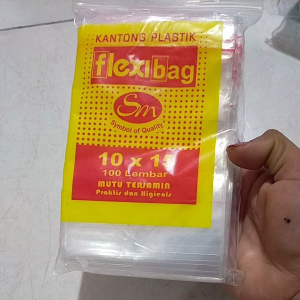 KANTONG PLASTIK
flexibag
Sm
Symbol of Quality
10 x 15
100 Lembar
MUTU TERJAMIN
Praktis dan Higienis